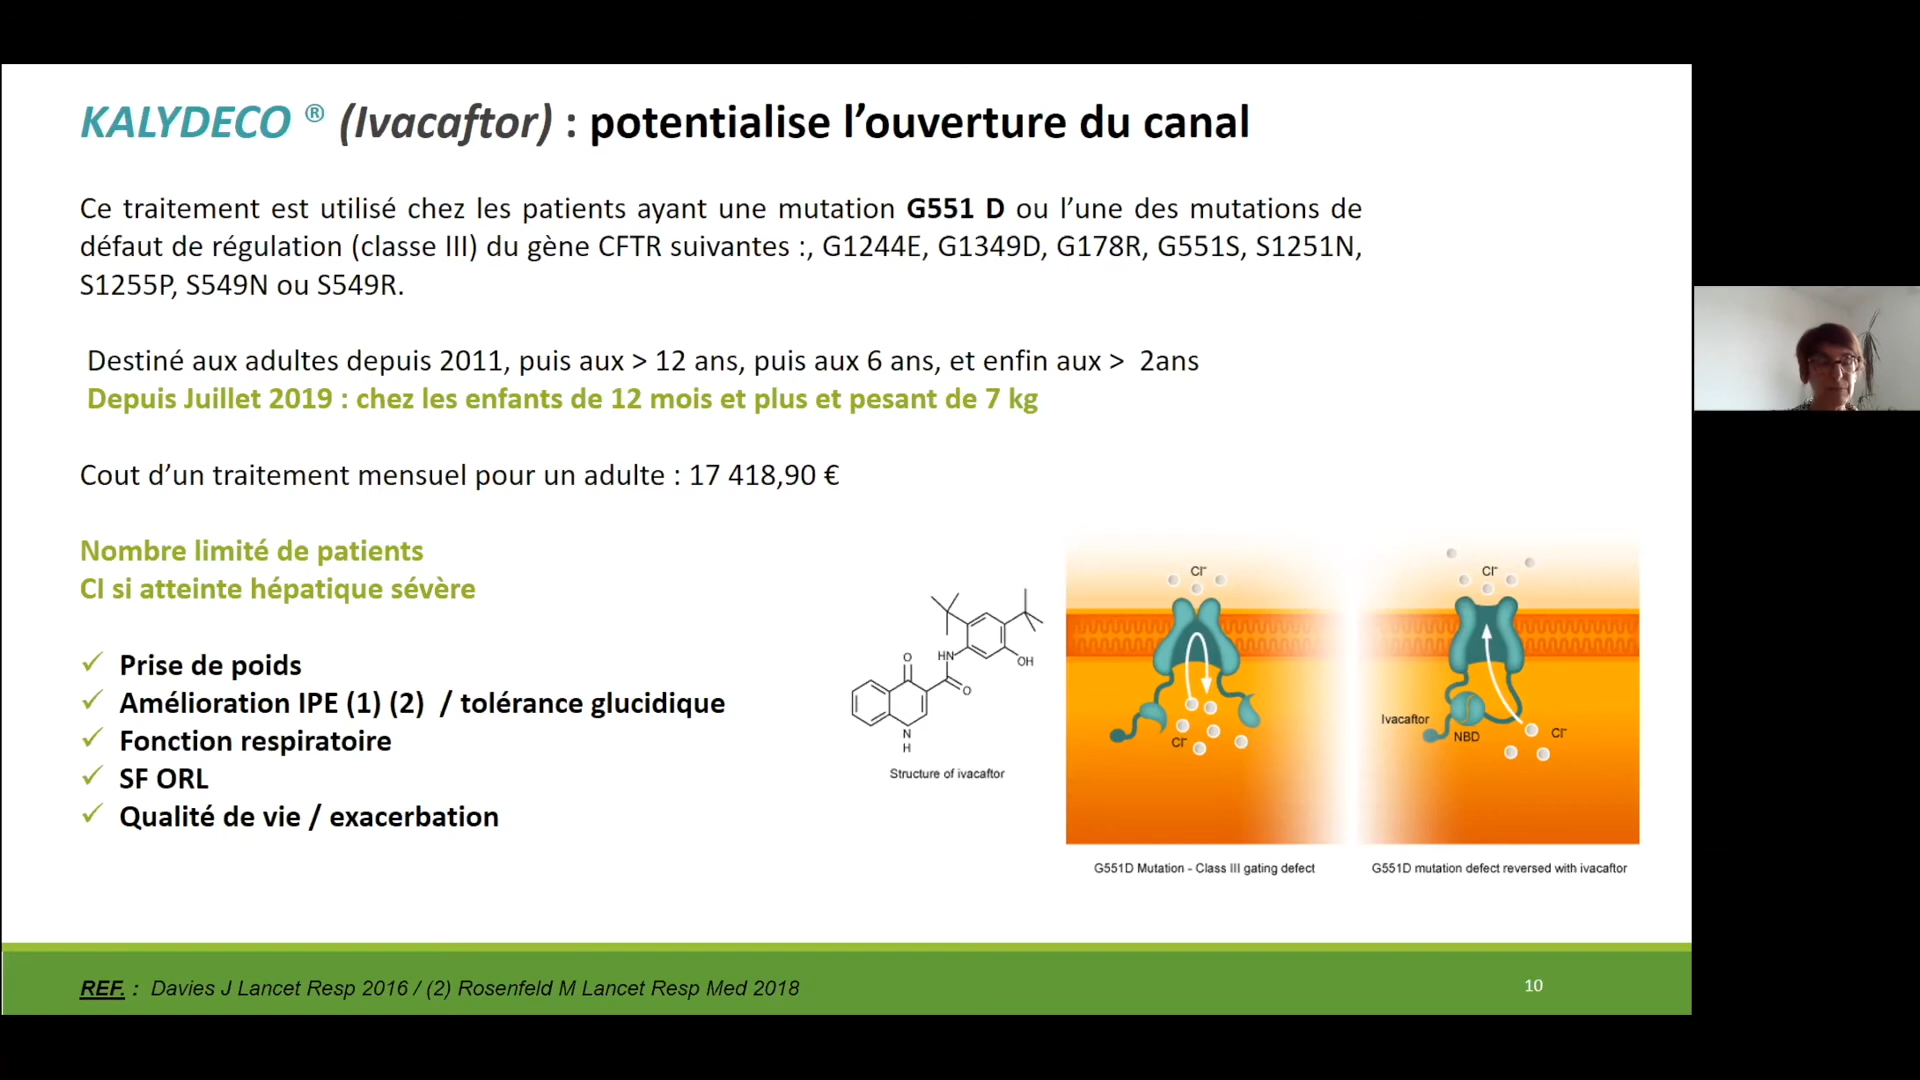 KALYDECO ® (Ivacaftor) : potentialise l’ouverture du canal
Ce traitement est utilisé chez les patients ayant une mutation G551 D ou l’une des mutations de
défaut de régulation (classe III) du gène CFTR suivantes :, G1244E, G1349D, G178R, G551S, S1251N,
S1255P, S549N ou S549R.
Destiné aux adultes depuis 2011, puis aux > 12 ans, puis aux 6 ans, et enfin aux > 2ans
Depuis Juillet 2019 : chez les enfants de 12 mois et plus et pesant de 7 kg
Cout d’un traitement mensuel pour un adulte : 17 418,90 €
Nombre limité de patients
CI si atteinte hépatique sévère
✓ Prise de poids
✓ Amélioration IPE (1) (2) / tolérance glucidique
✓ Fonction respiratoire
✓ SF ORL
✓ Qualité de vie / exacerbation
O
HN
O
OH
N
H
Structure of ivacaftor
Cl⁻
Cl⁻
G551D Mutation - Class III gating defect
Cl⁻
Ivacaftor
NBD
Cl⁻
G551D mutation defect reversed with ivacaftor
REF. : Davies J Lancet Resp 2016 / (2) Rosenfeld M Lancet Resp Med 2018
10